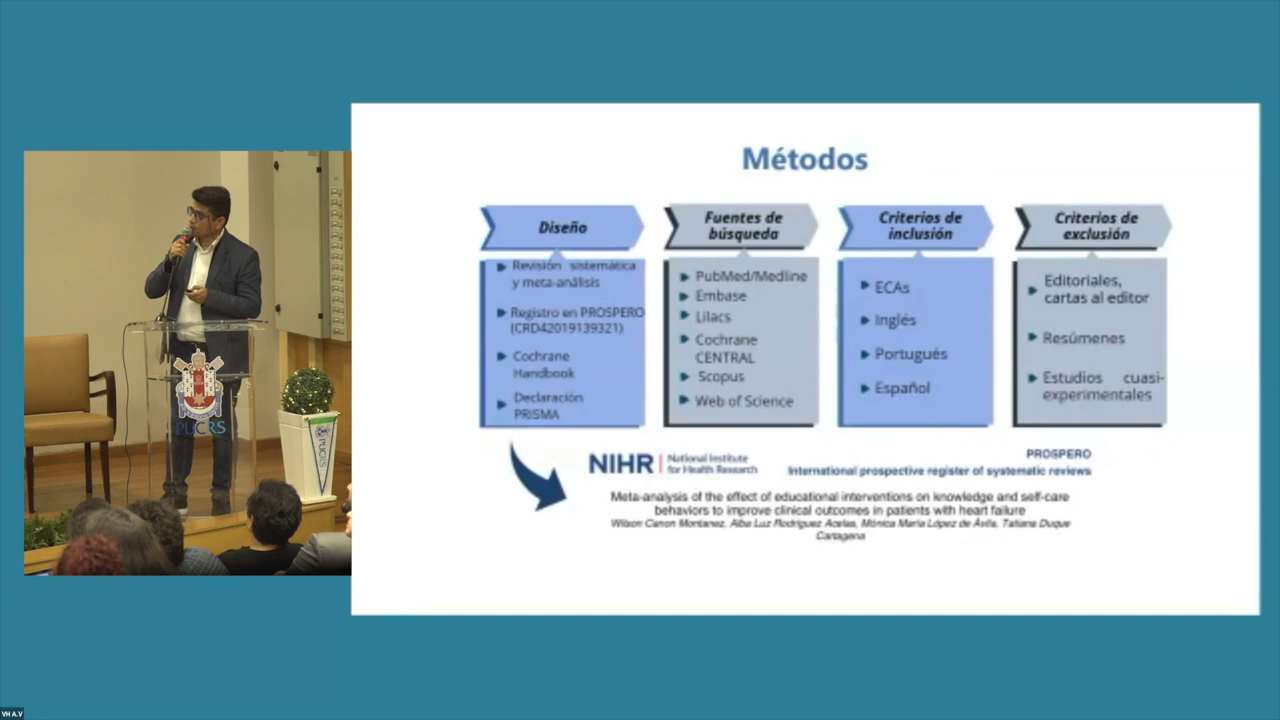 Métodos
Diseño
Revisión sistemática
y meta-análisis
Registro en PROSPERO
(CRD42019139321)
Cochrane
Handbook
Declaración
PRISMA
Fuentes de
búsqueda
PubMed/Medline
Embase
Lilacs
Cochrane
CENTRAL
Scopus
Web of Science
Criterios de
inclusión
ECAs
Inglés
Portugués
Español
Criterios de
exclusión
Editoriales,
cartas al editor
Resúmenes
Estudios cuasi-
experimentales
NIHR
National Institute
for Health Research
PROSPERO
International prospective register of systematic reviews
Meta-analysis of the effect of educational interventions on knowledge and self-care
behaviors to improve clinical outcomes in patients with heart failure
Wilson Canon Montanez, Alba Luz Rodríguez Acelas, Mónica María López de Ávila, Tatiana Duque
Cartagena
PUCRS
PUCRS
VH A.V